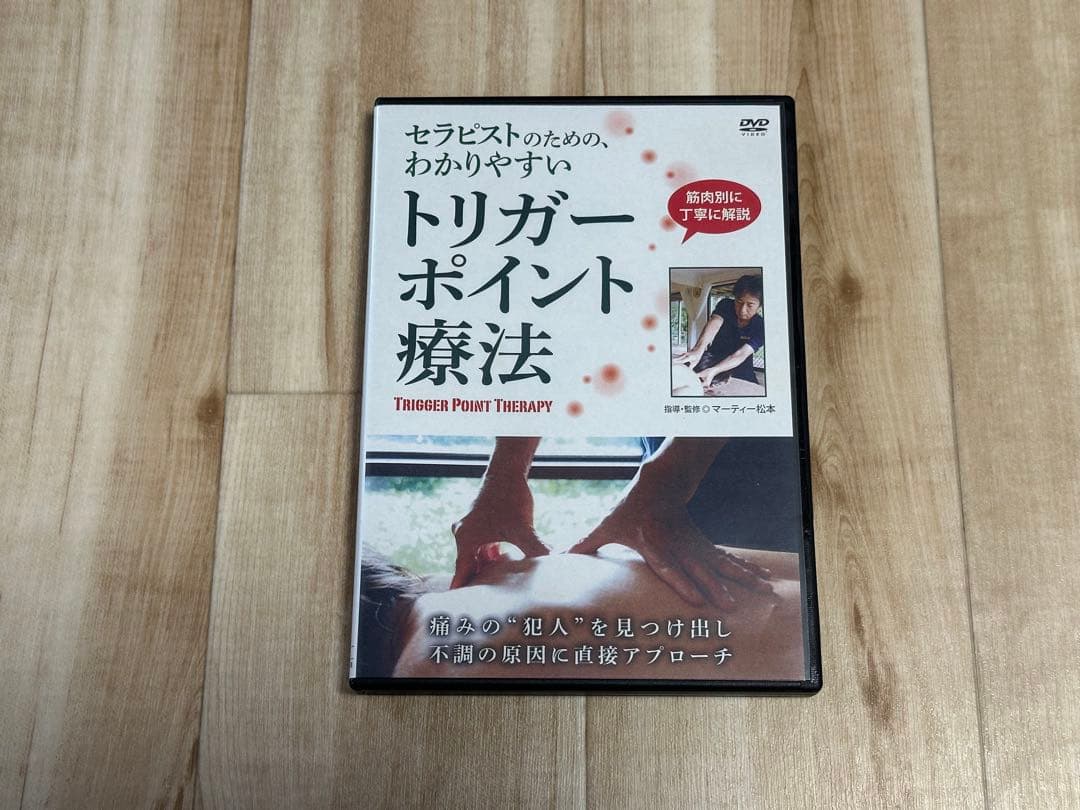 セラピストのための、
わかりやすい
トリガー
ポイント
療法
TRIGGER POINT THERAPY
DVD
VIDEO
筋肉別に
丁寧に解説
指導・監修◎マーティー松本
痛みの“犯人”を見つけ出し
不調の原因に直接アプローチ